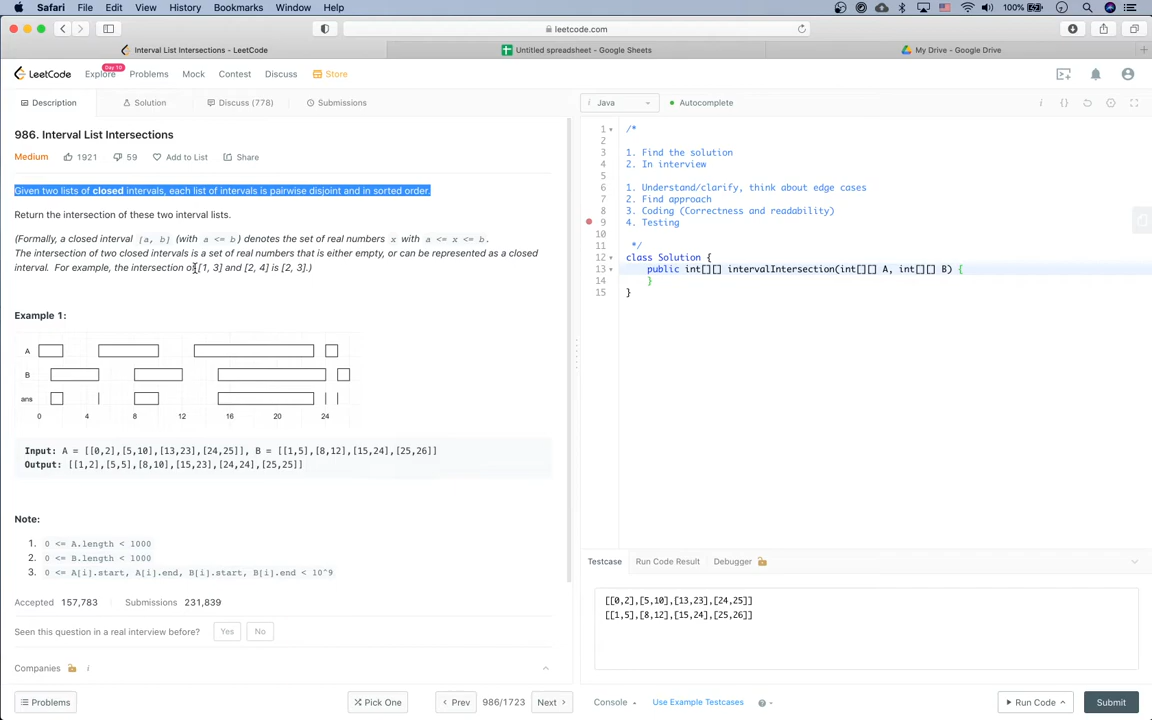 Safari File Edit View History Bookmarks Window Help 100%
leetcode.com
Interval List Intersections - LeetCode Untitled spreadsheet - Google Sheets My Drive - Google Drive
LeetCode Explore Day 10 Problems Mock Contest Discuss Store
Description Solution Discuss (778) Submissions
i Java Autocomplete
986. Interval List Intersections
Medium 1921 59 Add to List Share
Given two lists of closed intervals, each list of intervals is pairwise disjoint and in sorted order.
Return the intersection of these two interval lists.
(Formally, a closed interval [a, b] (with a <= b) denotes the set of real numbers x with a <= x <= b.
The intersection of two closed intervals is a set of real numbers that is either empty, or can be represented as a closed
interval. For example, the intersection of [1, 3] and [2, 4] is [2, 3].)
Example 1:
A
B
ans
0 4 8 12 16 20 24
Input: A = [[0,2],[5,10],[13,23],[24,25]], B = [[1,5],[8,12],[15,24],[25,26]]
Output: [[1,2],[5,5],[8,10],[15,23],[24,24],[25,25]]
Note:
1. 0 <= A.length < 1000
2. 0 <= B.length < 1000
3. 0 <= A[i].start, A[i].end, B[i].start, B[i].end < 10^9
Accepted 157,783 Submissions 231,839
Seen this question in a real interview before? Yes No
Companies i
Problems Pick One < Prev 986/1723 Next >
1 /*
2
3 1. Find the solution
4 2. In interview
5
6 1. Understand/clarify, think about edge cases
7 2. Find approach
8 3. Coding (Correctness and readability)
9 4. Testing
10
11 */
12 class Solution {
13 public int[][] intervalIntersection(int[][] A, int[][] B) {
14 }
15 }
Testcase Run Code Result Debugger
[[0,2],[5,10],[13,23],[24,25]]
[[1,5],[8,12],[15,24],[25,26]]
Console Use Example Testcases ? Run Code Submit